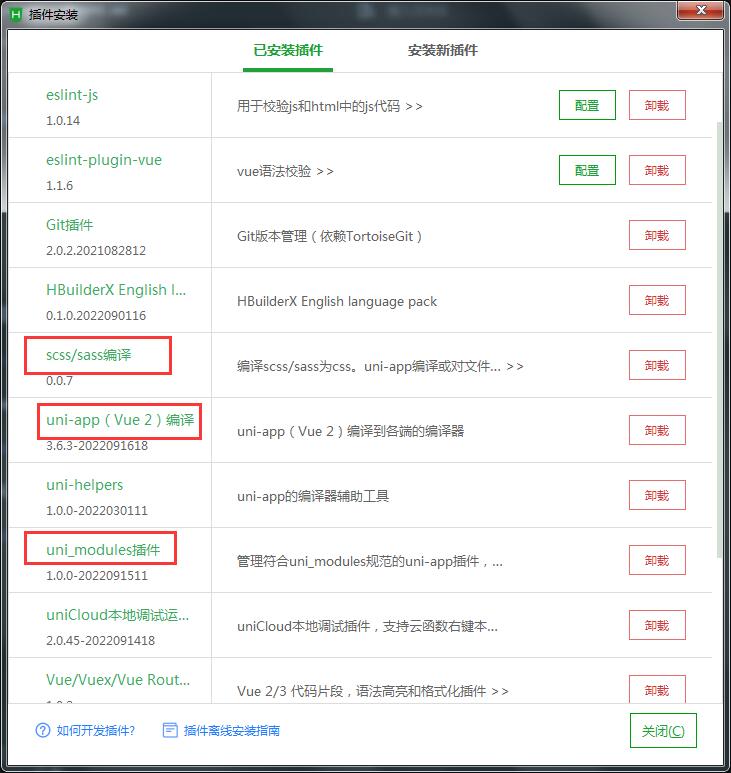 插件安装
已安装插件 安装新插件
eslint-js
1.0.14
用于校验js和html中的js代码 >> 配置 卸载
eslint-plugin-vue
1.1.6
vue语法校验 >> 配置 卸载
Git插件
2.0.2.2021082812
Git版本管理（依赖TortoiseGit） 卸载
HBuilderX English l...
0.1.0.2022090116
HBuilderX English language pack 卸载
scss/sass编译
0.0.7
编译scss/sass为css。uni-app编译或对文件... >> 卸载
uni-app（Vue 2）编译
3.6.3-2022091618
uni-app（Vue 2）编译到各端的编译器 卸载
uni-helpers
1.0.0-2022030111
uni-app的编译器辅助工具 卸载
uni_modules插件
1.0.0-2022091511
管理符合uni_modules规范的uni-app插件，... 卸载
uniCloud本地调试运...
2.0.45-2022091418
uniCloud本地调试插件，支持云函数右键本... 卸载
Vue/Vuex/Vue Rout...
Vue 2/3 代码片段，语法高亮和格式化插件 >> 卸载
如何开发插件? 插件离线安装指南 关闭(C)